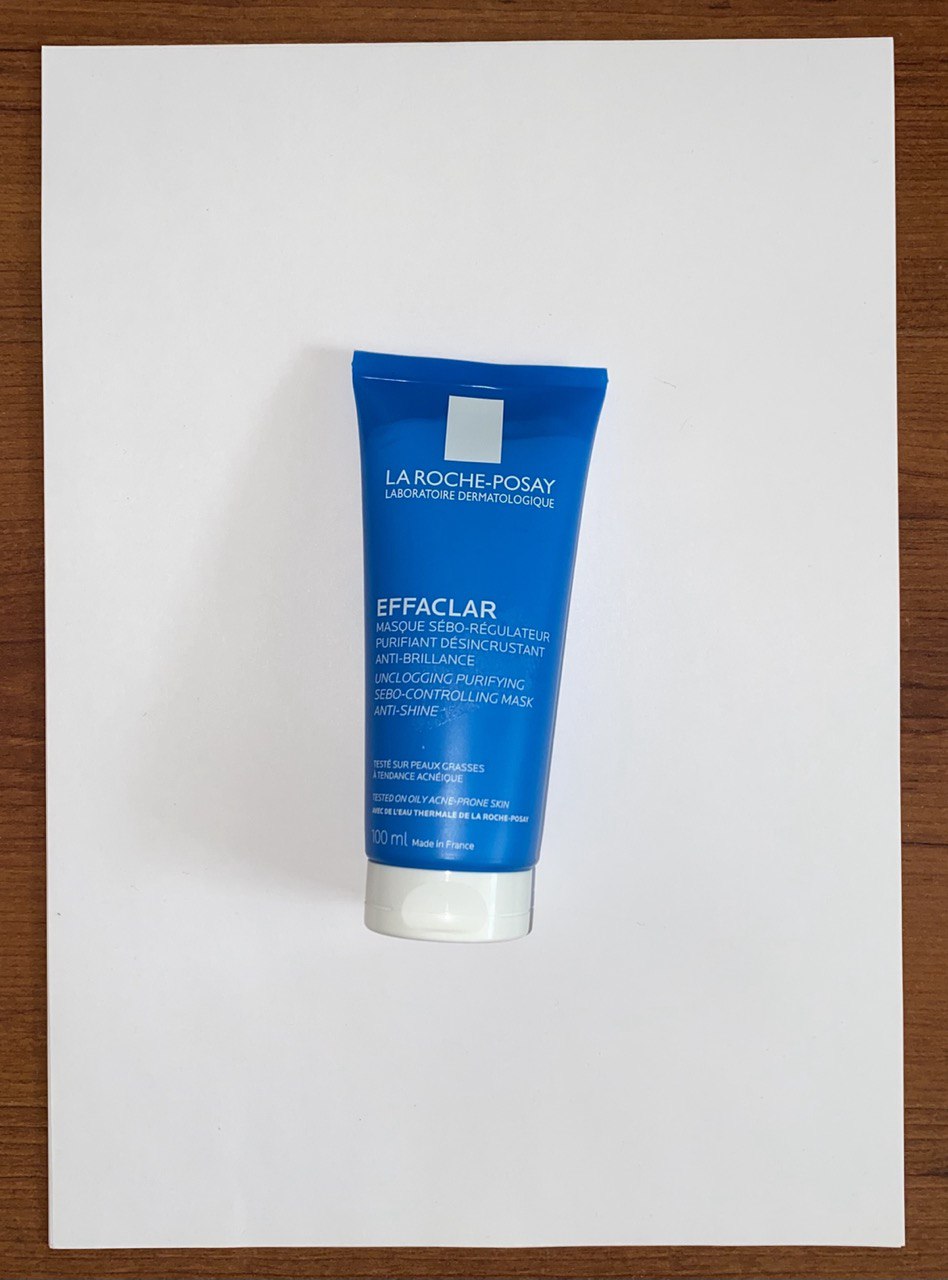 LA ROCHE-POSAY
LABORATOIRE DERMATOLOGIQUE
EFFACLAR
MASQUE SÉBO-RÉGULATEUR
PURIFIANT DÉSINCRUSTANT
ANTI-BRILLANCE
UNCLOGGING PURIFYING
SEBO-CONTROLLING MASK
ANTI-SHINE
TESTÉ SUR PEAUX GRASSES
À TENDANCE ACNÉIQUE
TESTED ON OILY ACNE-PRONE SKIN
AVEC DE L'EAU THERMALE DE LA ROCHE-POSAY
100 ml Made in France